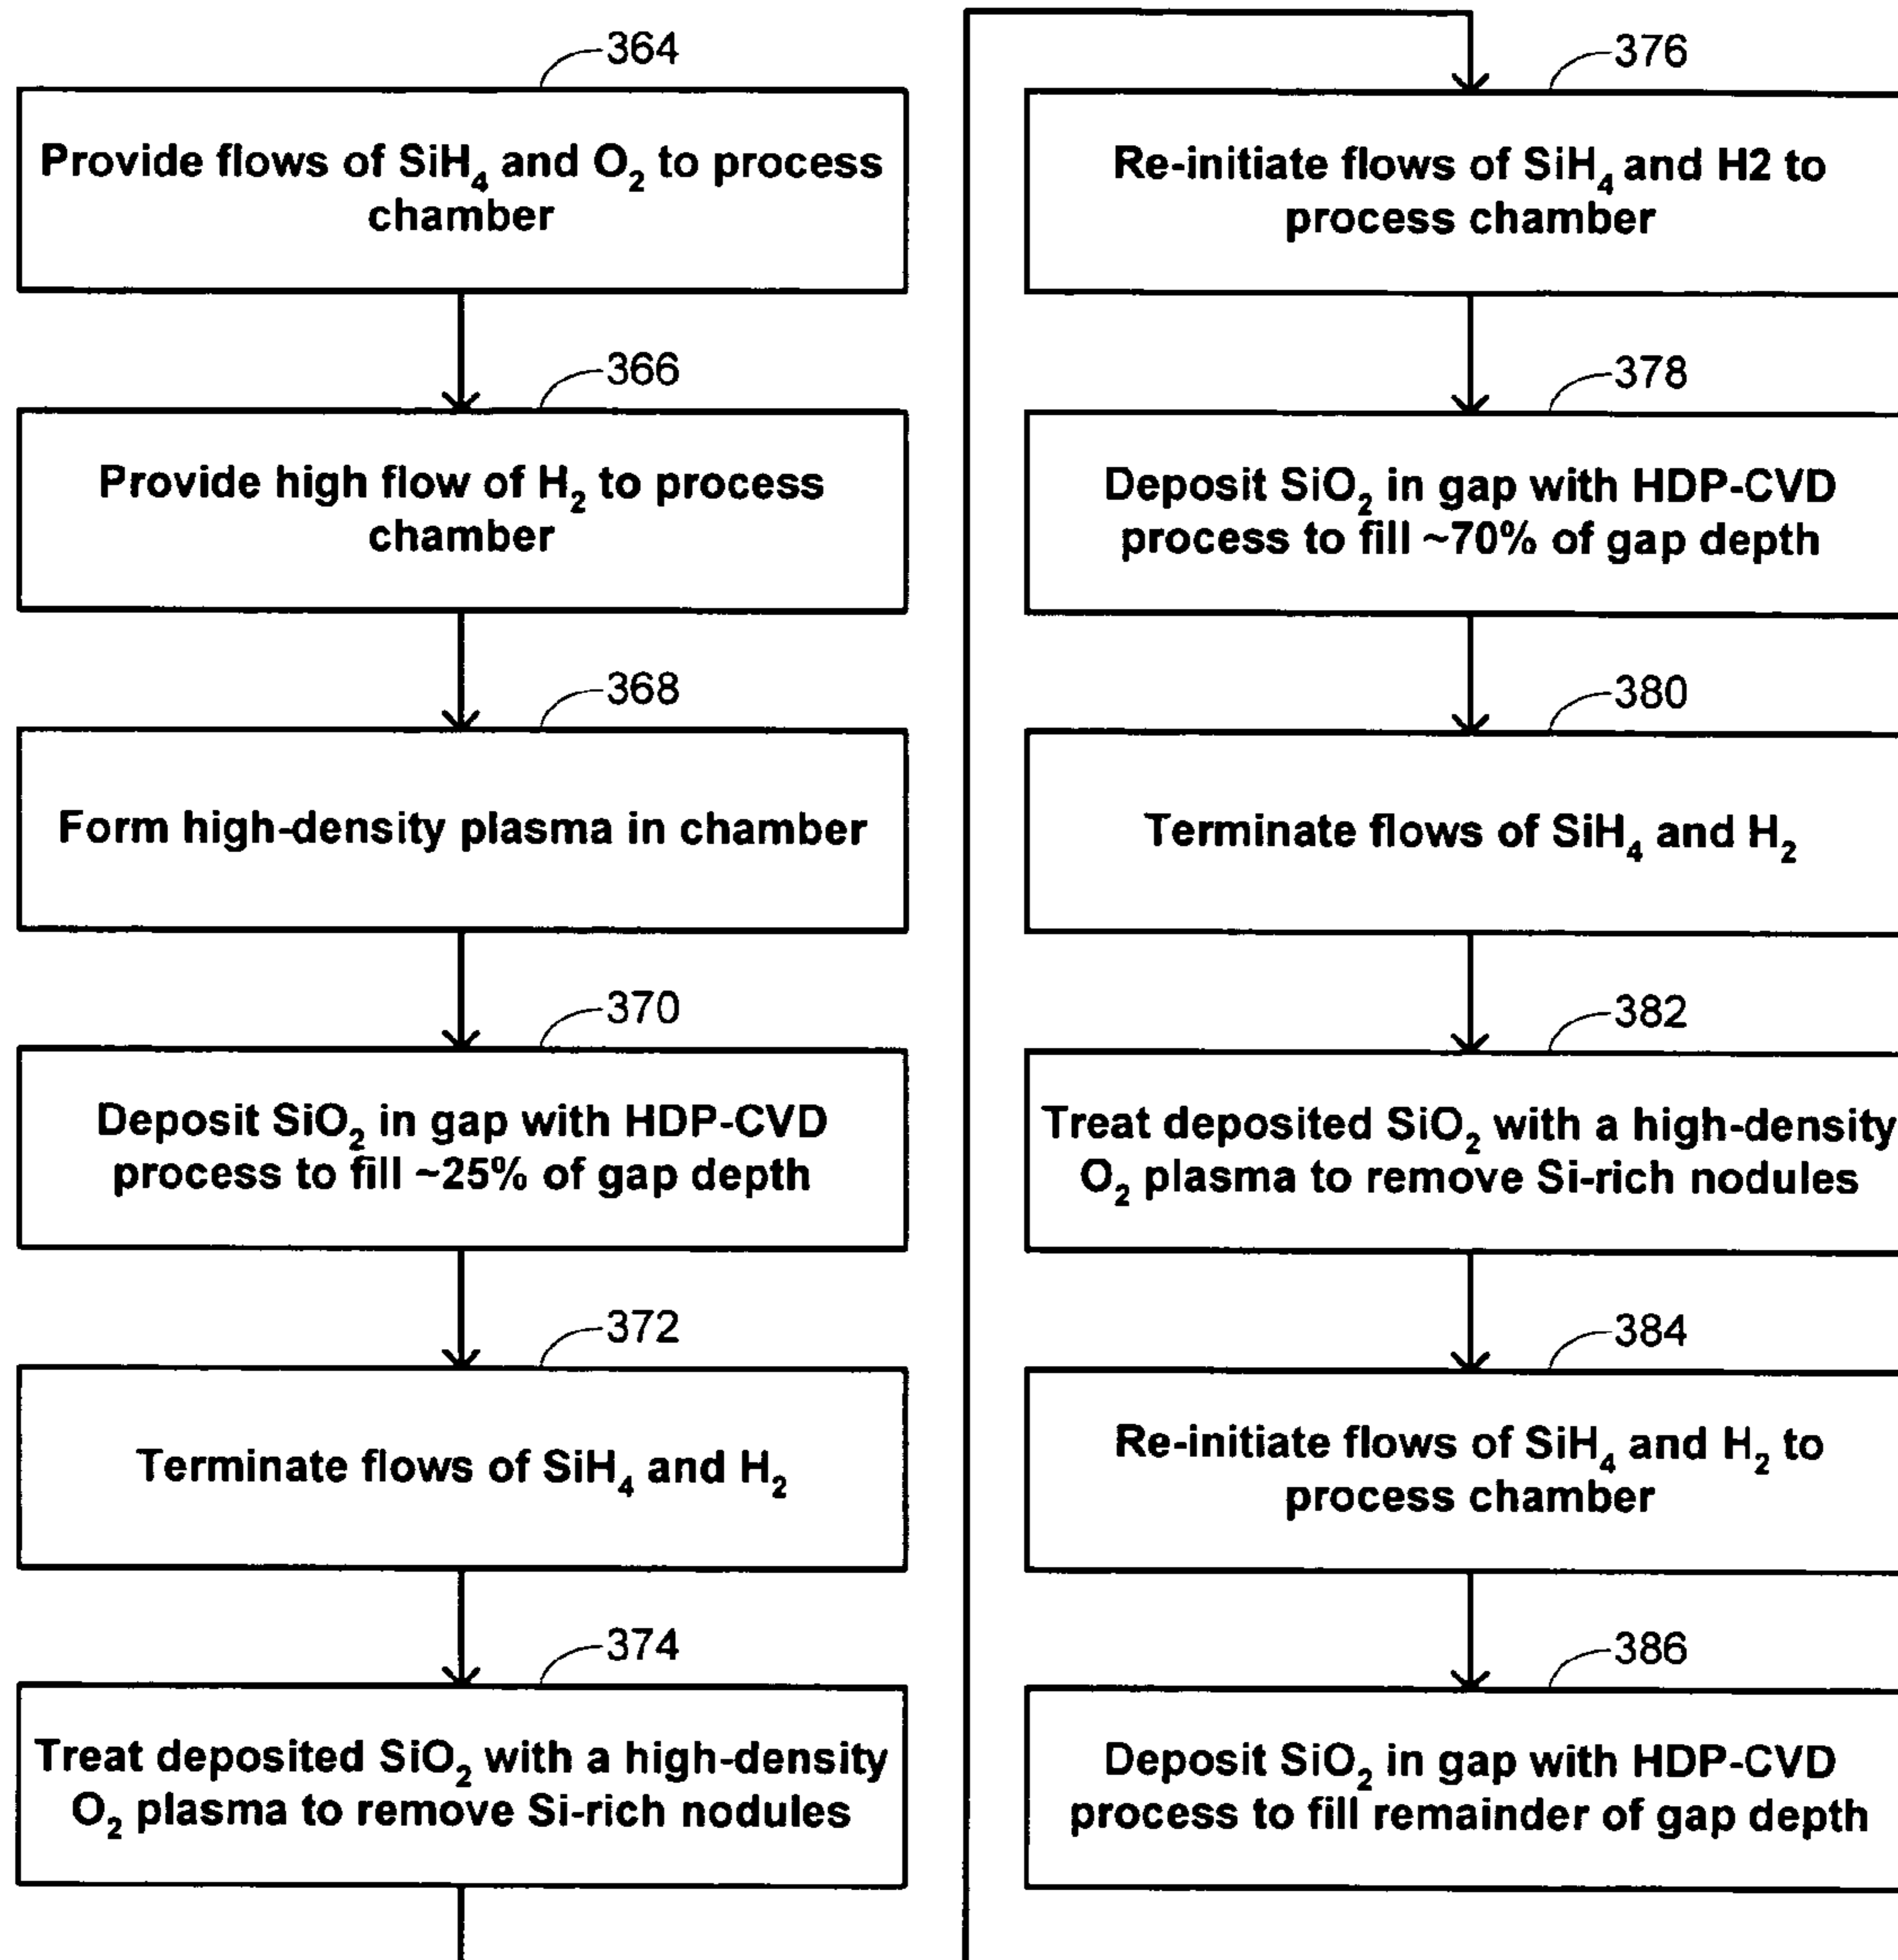 364
Provide flows of SiH₄ and O₂ to process
chamber
366
Provide high flow of H₂ to process
chamber
368
Form high-density plasma in chamber
370
Deposit SiO₂ in gap with HDP-CVD
process to fill ~25% of gap depth
372
Terminate flows of SiH₄ and H₂
374
Treat deposited SiO₂ with a high-density
O₂ plasma to remove Si-rich nodules
376
Re-initiate flows of SiH₄ and H2 to
process chamber
378
Deposit SiO₂ in gap with HDP-CVD
process to fill ~70% of gap depth
380
Terminate flows of SiH₄ and H₂
382
Treat deposited SiO₂ with a high-density
O₂ plasma to remove Si-rich nodules
384
Re-initiate flows of SiH₄ and H₂ to
process chamber
386
Deposit SiO₂ in gap with HDP-CVD
process to fill remainder of gap depth